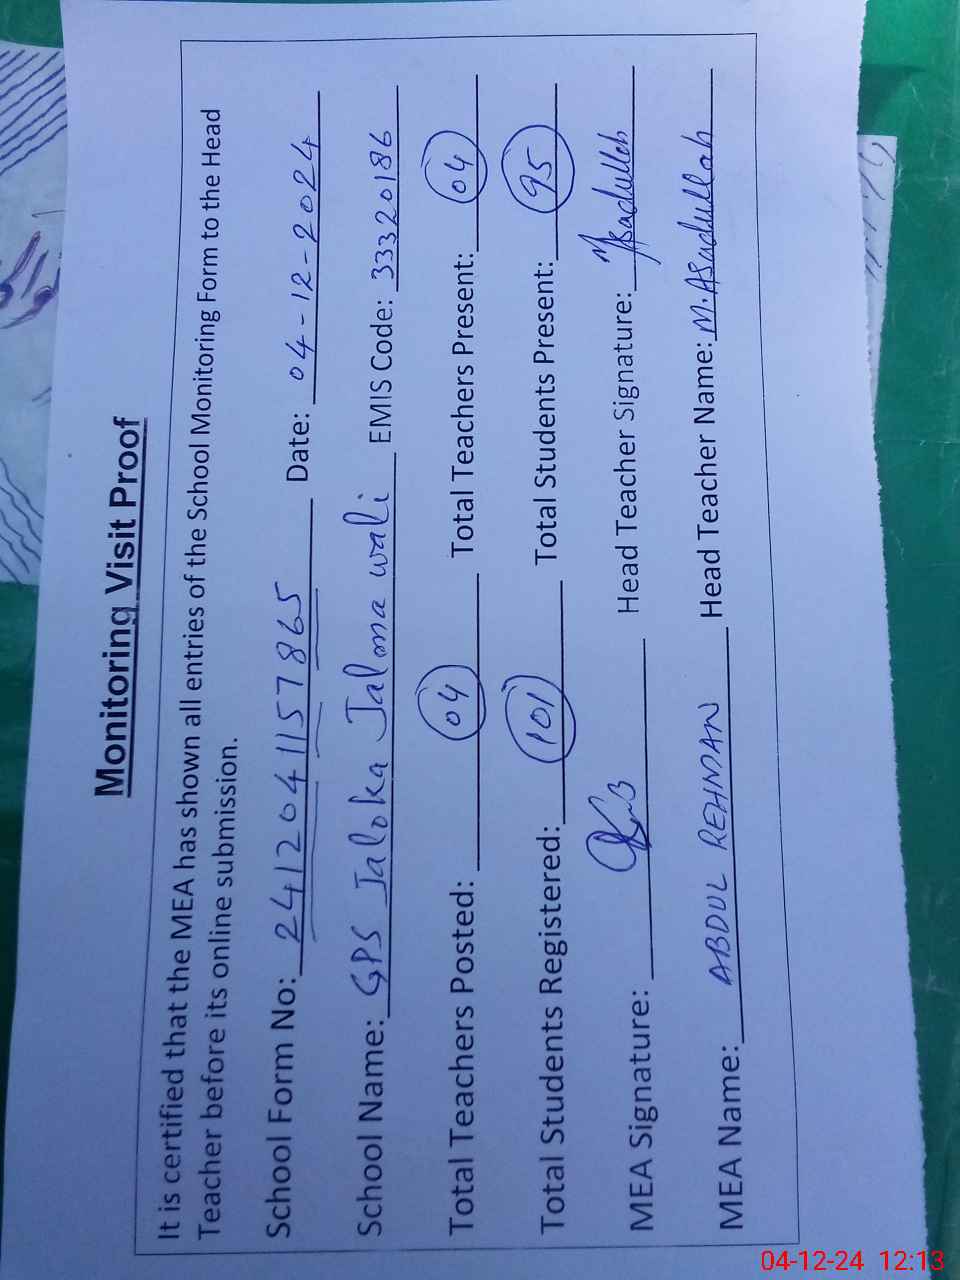 Monitoring Visit Proof
It is certified that the MEA has shown all entries of the School Monitoring Form to the Head
Teacher before its online submission.
School Form No: 241204115 7865 Date: 04-12-2024
School Name: GPS Jaloka Jalma wali EMIS Code: 33320186
Total Teachers Posted: 04 Total Teachers Present: 04
Total Students Registered: 101 Total Students Present: 95
MEA Signature: Head Teacher Signature: M Asadullah
MEA Name: ABDUL REHMAN Head Teacher Name: M. ASadullah
04-12-24 12:13